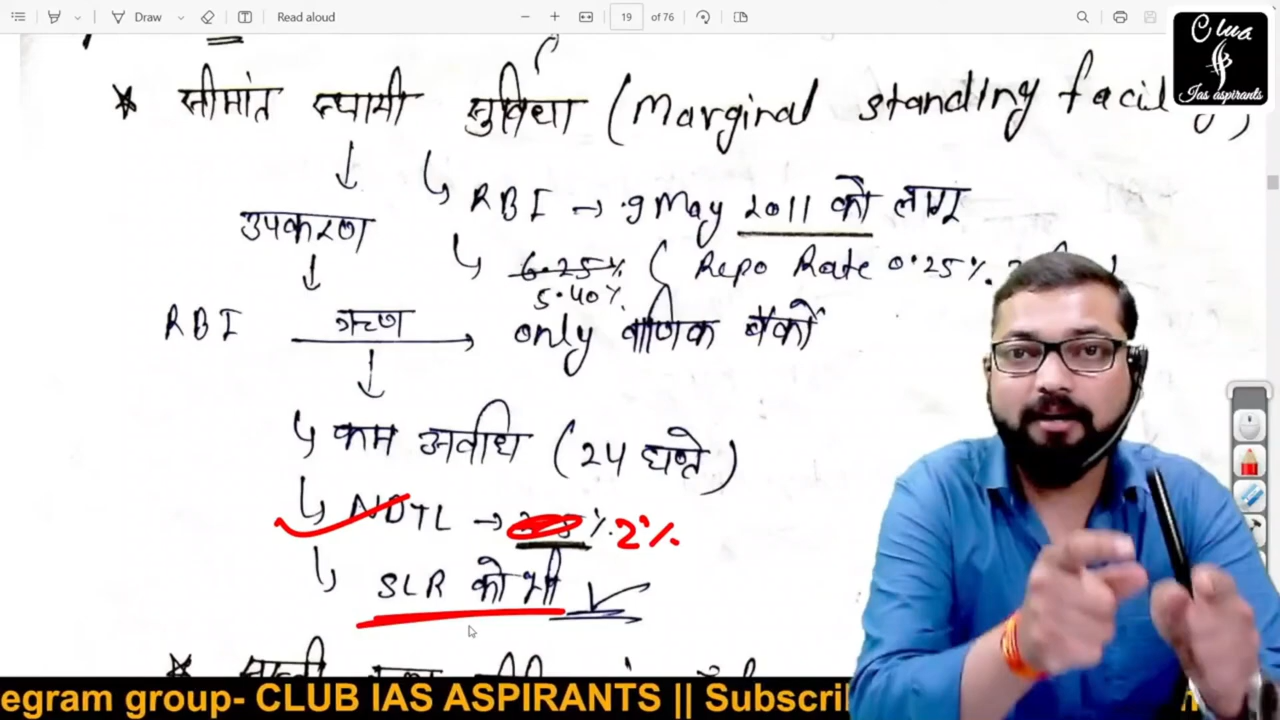 Draw
Read aloud
19 of 76
Clua
Ias aspirants
* सीमांत स्थायी सुविधा (Marginal standing facil
↓ ↳ RBI → 9 May 2011 को लागू
उपकरण ↳ 6.25% ( Repo Rate 0.25%
↓ 5.40%
RBI ऋण → only वाणिक बैंकों
↓
↳ कम अवधि (24 घण्टे)
↳ NDTL → %. 2%
↳ SLR को भी
egram group- CLUB IAS ASPIRANTS || Subscri